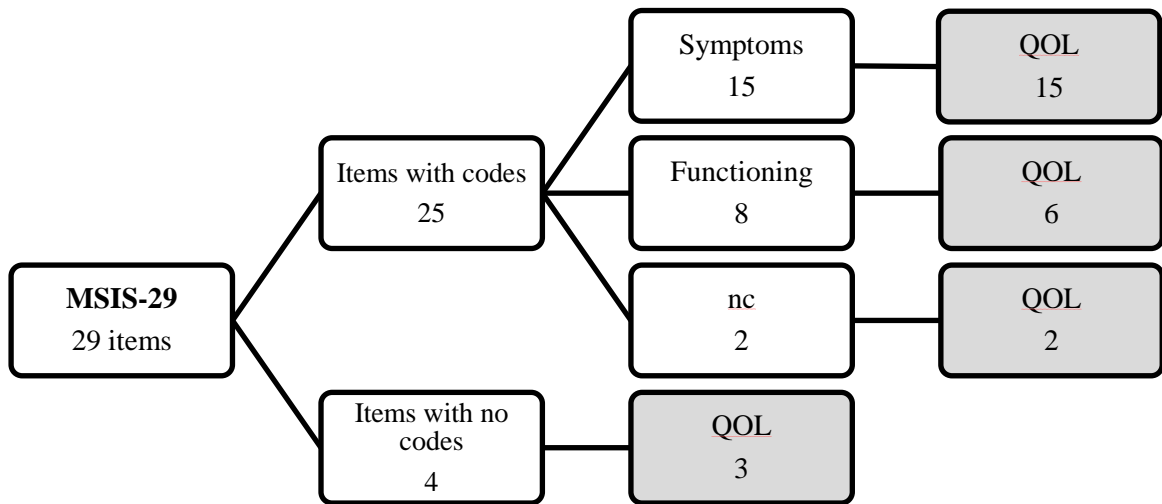 MSIS-29
29 items
Items with codes
25
Items with no
codes
4
Symptoms
15
Functioning
8
nc
2
QOL
3
QOL
15
QOL
6
QOL
2